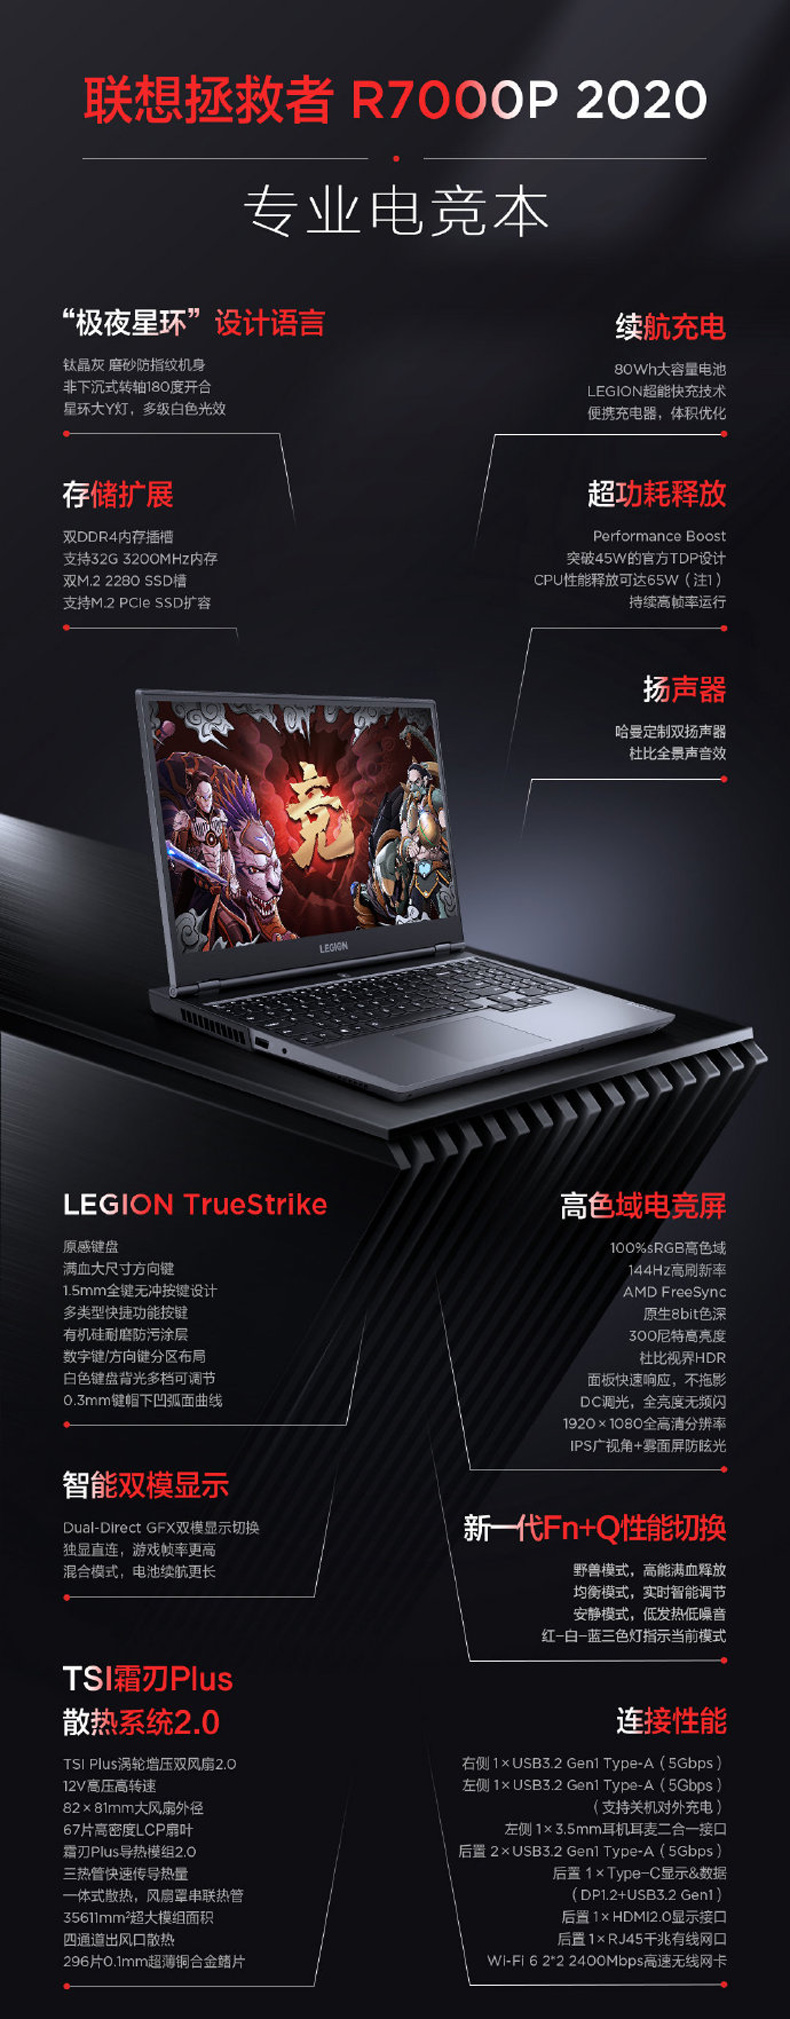 联想拯救者 R7000P 2020
专业电竞本
“极夜星环”设计语言
钛晶灰 磨砂防指纹机身
非下沉式转轴180度开合
星环大Y灯，多级白色光效
续航充电
80Wh大容量电池
LEGION超能快充技术
便携充电器，体积优化
存储扩展
双DDR4内存插槽
支持32G 3200MHz内存
双M.2 2280 SSD槽
支持M.2 PCIe SSD扩容
超功耗释放
Performance Boost
突破45W的官方TDP设计
CPU性能释放可达65W（注1）
持续高帧率运行
扬声器
哈曼定制双扬声器
杜比全景声音效
竞
LEGION
LEGION TrueStrike
原感键盘
满血大尺寸方向键
1.5mm全键无冲按键设计
多类型快捷功能按键
有机硅耐磨防污涂层
数字键/方向键分区布局
白色键盘背光多档可调节
0.3mm键帽下凹弧面曲线
高色域电竞屏
100%sRGB高色域
144Hz高刷新率
AMD FreeSync
原生8bit色深
300尼特高亮度
杜比视界HDR
面板快速响应，不拖影
DC调光，全亮度无频闪
1920×1080全高清分辨率
IPS广视角+雾面屏防眩光
智能双模显示
Dual-Direct GFX双模显示切换
独显直连，游戏帧率更高
混合模式，电池续航更长
新一代Fn+Q性能切换
野兽模式，高能满血释放
均衡模式，实时智能调节
安静模式，低发热低噪音
红-白-蓝三色灯指示当前模式
TSI霜刃Plus
散热系统2.0
TSI Plus涡轮增压双风扇2.0
12V高压高转速
82×81mm大风扇外径
67片高密度LCP扇叶
霜刃Plus导热模组2.0
三热管快速传导热量
一体式散热，风扇罩串联热管
35611mm²超大模组面积
四通道出风口散热
296片0.1mm超薄铜合金鳍片
连接性能
右侧 1×USB3.2 Gen1 Type-A（5Gbps）
左侧 1×USB3.2 Gen1 Type-A（5Gbps）
（支持关机对外充电）
左侧 1×3.5mm耳机耳麦二合一接口
后置 2×USB3.2 Gen1 Type-A（5Gbps）
后置 1×Type-C显示&数据
（DP1.2+USB3.2 Gen1）
后置 1×HDMI2.0显示接口
后置 1×RJ45千兆有线网口
Wi-Fi 6 2*2 2400Mbps高速无线网卡